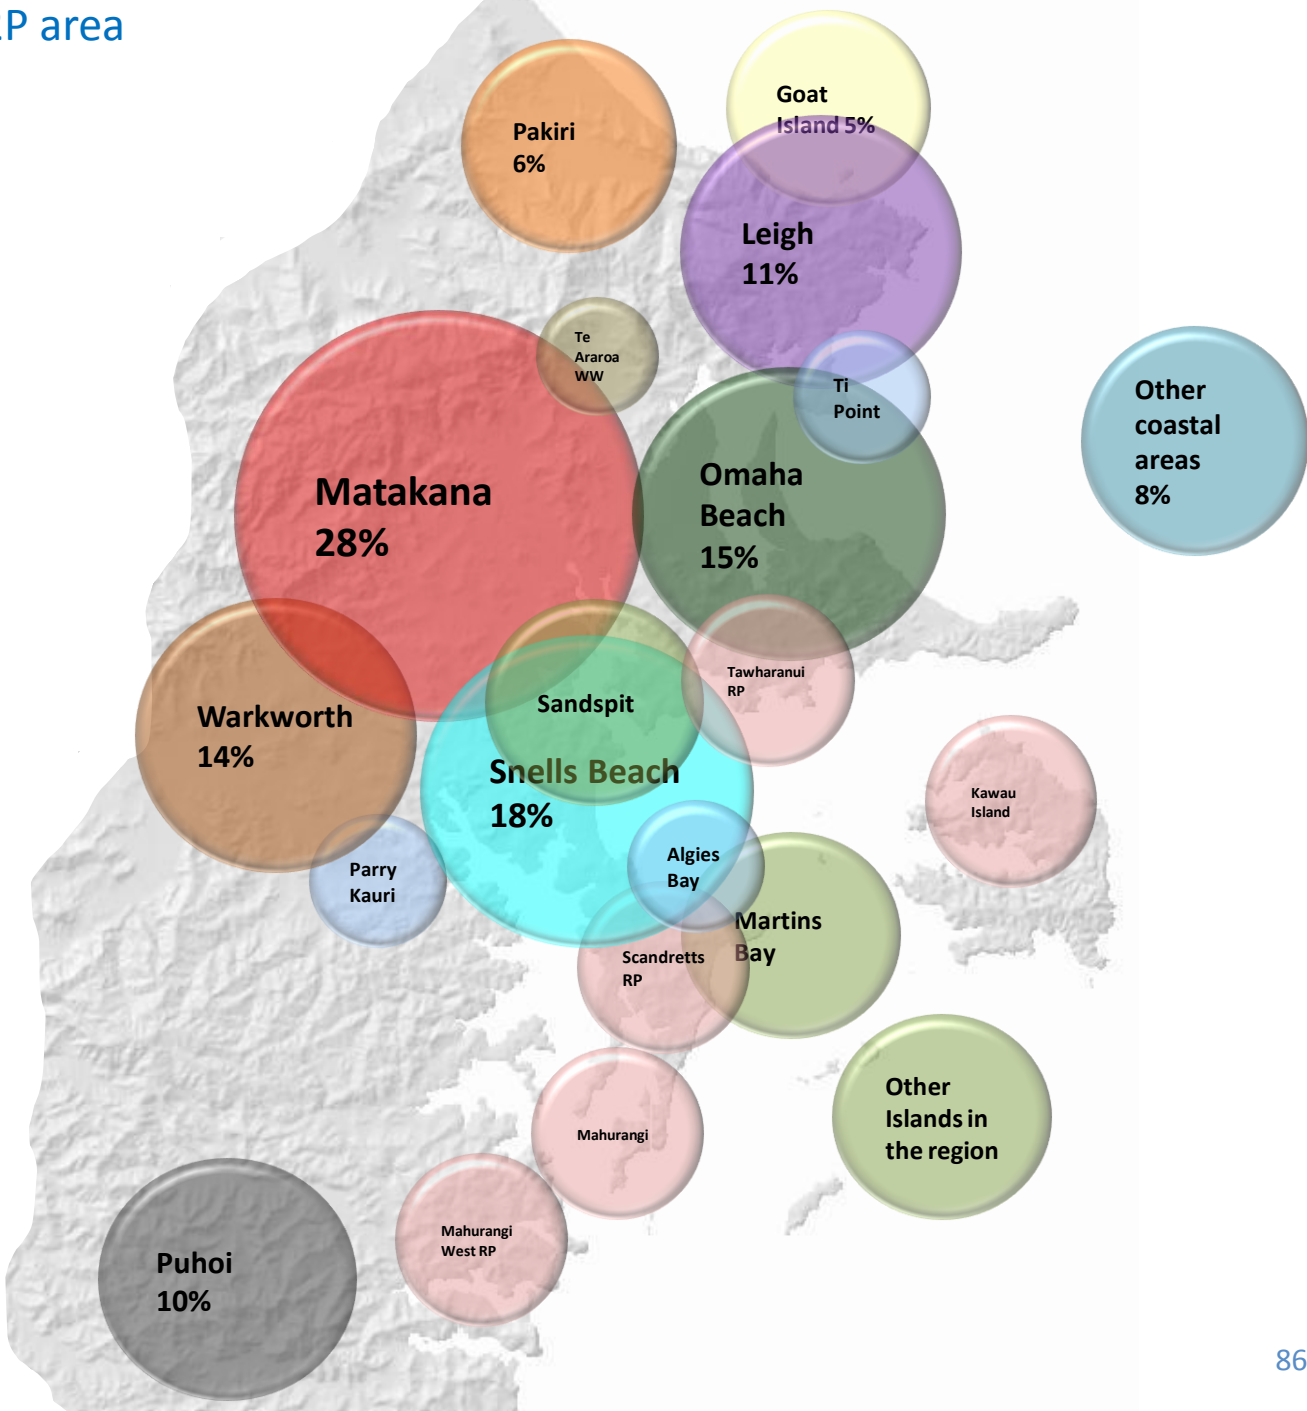 P area
Pakiri
6%
Goat
Island 5%
Leigh
11%
Te
Araroa
WW
Ti
Point
Other
coastal
areas
8%
Matakana
28%
Omaha
Beach
15%
Tawharanui
RP
Sandspit
Warkworth
14%
Snells Beach
18%
Kawau
Island
Algies
Bay
Parry
Kauri
Martins
Bay
Scandretts
RP
Other
Islands in
the region
Mahurangi
Mahurangi
West RP
Puhoi
10%
86